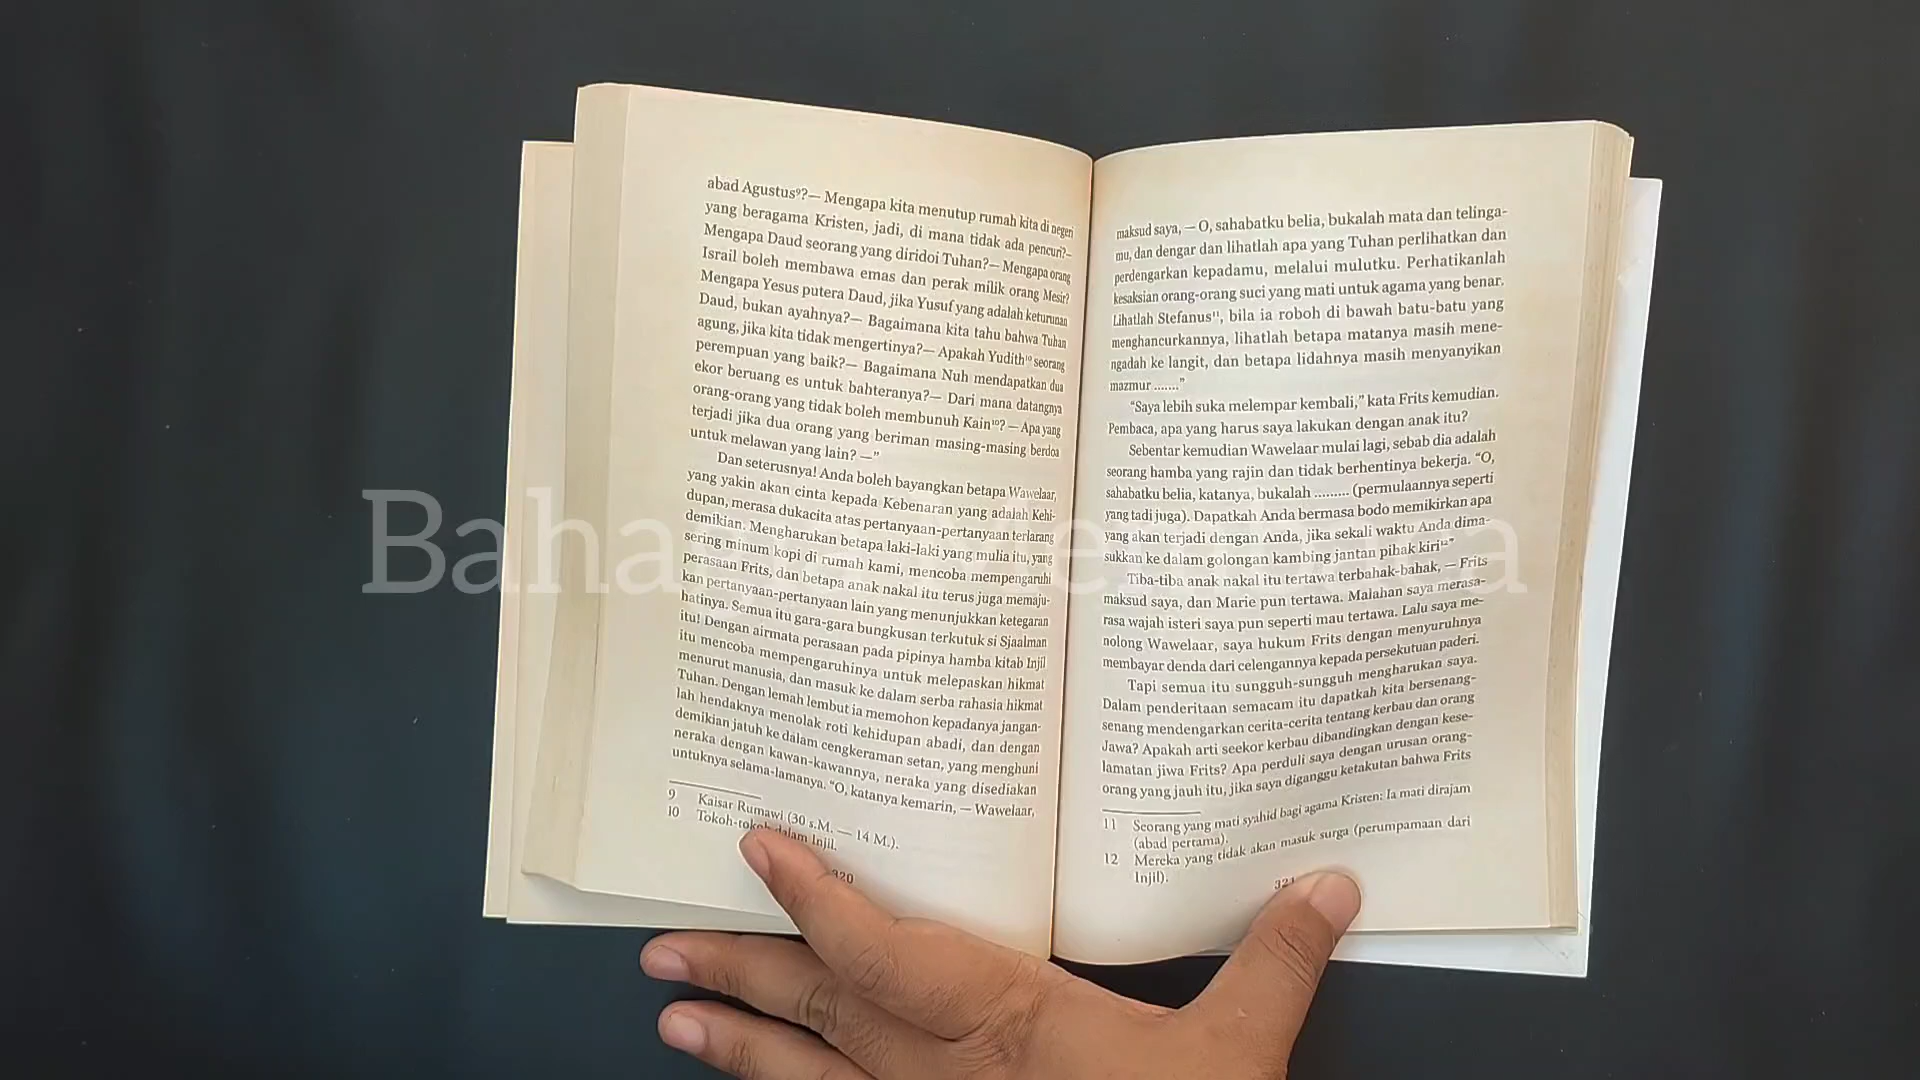 abad Agustus⁹?— Mengapa kita menutup rumah kita di negeri
yang beragama Kristen, jadi, di mana tidak ada pencuri?—
Mengapa Daud seorang yang diridoi Tuhan?— Mengapa orang
Israil boleh membawa emas dan perak milik orang Mesir?
Mengapa Yesus putera Daud, jika Yusuf yang adalah keturunan
Daud, bukan ayahnya?— Bagaimana kita tahu bahwa Tuhan
agung, jika kita tidak mengertinya?— Apakah Yudith¹⁰ seorang
perempuan yang baik?— Bagaimana Nuh mendapatkan dua
ekor beruang es untuk bahteranya?— Dari mana datangnya
orang-orang yang tidak boleh membunuh Kain¹⁰?— Apa yang
terjadi jika dua orang yang beriman masing-masing berdoa
untuk melawan yang lain? —”
Dan seterusnya! Anda boleh bayangkan betapa Wawelaar,
yang yakin akan cinta kepada Kebenaran yang adalah Kehi-
dupan, merasa dukacita atas pertanyaan-pertanyaan terlarang
demikian. Mengharukan betapa laki-laki yang mulia itu, yang
sering minum kopi di rumah kami, mencoba mempengaruhi
perasaan Frits, dan betapa anak nakal itu terus juga memaju-
kan pertanyaan-pertanyaan lain yang menunjukkan ketegaran
hatinya. Semua itu gara-gara bungkusan terkutuk si Sjaalman
itu! Dengan airmata perasaan pada pipinya hamba kitab Injil
itu mencoba mempengaruhinya untuk melepaskan hikmat
menurut manusia, dan masuk ke dalam serba rahasia hikmat
Tuhan. Dengan lemah lembut ia memohon kepadanya jangan-
lah hendaknya menolak roti kehidupan abadi, dan dengan
demikian jatuh ke dalam cengkeraman setan, yang menghuni
neraka dengan kawan-kawannya, neraka yang disediakan
untuknya selama-lamanya. “O, katanya kemarin, — Wawelaar,
9 Kaisar Rumawi (30 s.M. — 14 M.).
10 Tokoh-tokoh dalam Injil.
320
maksud saya, — O, sahabatku belia, bukalah mata dan telinga-
mu, dan dengar dan lihatlah apa yang Tuhan perlihatkan dan
perdengarkan kepadamu, melalui mulutku. Perhatikanlah
kesaksian orang-orang suci yang mati untuk agama yang benar.
Lihatlah Stefanus¹¹, bila ia roboh di bawah batu-batu yang
menghancurkannya, lihatlah betapa matanya masih mene-
ngadah ke langit, dan betapa lidahnya masih menyanyikan
mazmur .......”
“Saya lebih suka melempar kembali,” kata Frits kemudian.
Pembaca, apa yang harus saya lakukan dengan anak itu?
Sebentar kemudian Wawelaar mulai lagi, sebab dia adalah
seorang hamba yang rajin dan tidak berhentinya bekerja. “O,
sahabatku belia, katanya, bukalah ......... (permulaannya seperti
yang tadi juga). Dapatkah Anda bermasa bodo memikirkan apa
yang akan terjadi dengan Anda, jika sekali waktu Anda dima-
sukkan ke dalam golongan kambing jantan pihak kiri¹²”
Tiba-tiba anak nakal itu tertawa terbahak-bahak, — Frits
maksud saya, dan Marie pun tertawa. Malahan saya merasa-
rasa wajah isteri saya pun seperti mau tertawa. Lalu saya me-
nolong Wawelaar, saya hukum Frits dengan menyuruhnya
membayar denda dari celengannya kepada persekutuan paderi.
Tapi semua itu sungguh-sungguh mengharukan saya.
Dalam penderitaan semacam itu dapatkah kita bersenang-
senang mendengarkan cerita-cerita tentang kerbau dan orang
Jawa? Apakah arti seekor kerbau dibandingkan dengan kese-
lamatan jiwa Frits? Apa perduli saya dengan urusan orang-
orang yang jauh itu, jika saya diganggu ketakutan bahwa Frits
11 Seorang yang mati syahid bagi agama Kristen: Ia mati dirajam
(abad pertama).
12 Mereka yang tidak akan masuk surga (perumpamaan dari
Injil).
321